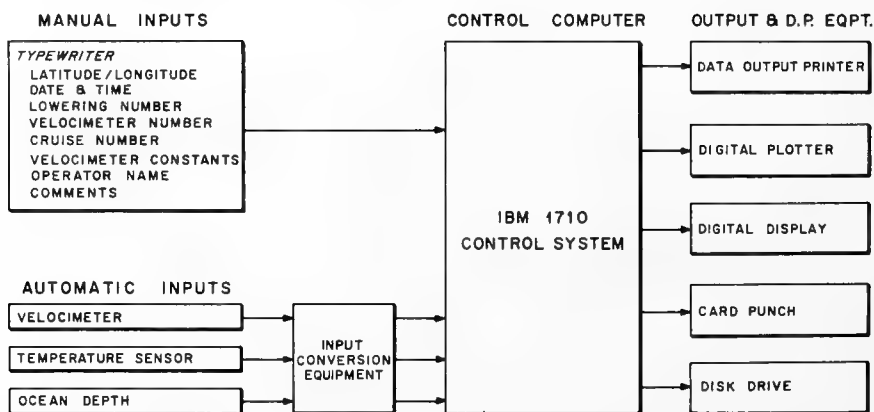 MANUAL INPUTS
TYPEWRITER
LATITUDE/LONGITUDE
DATE & TIME
LOWERING NUMBER
VELOCIMETER NUMBER
CRUISE NUMBER
VELOCIMETER CONSTANTS
OPERATOR NAME
COMMENTS
AUTOMATIC INPUTS
VELOCIMETER
TEMPERATURE SENSOR
OCEAN DEPTH
INPUT
CONVERSION
EQUIPMENT
CONTROL COMPUTER
IBM 1710
CONTROL SYSTEM
OUTPUT & D.P. EQPT.
DATA OUTPUT PRINTER
DIGITAL PLOTTER
DIGITAL DISPLAY
CARD PUNCH
DISK DRIVE